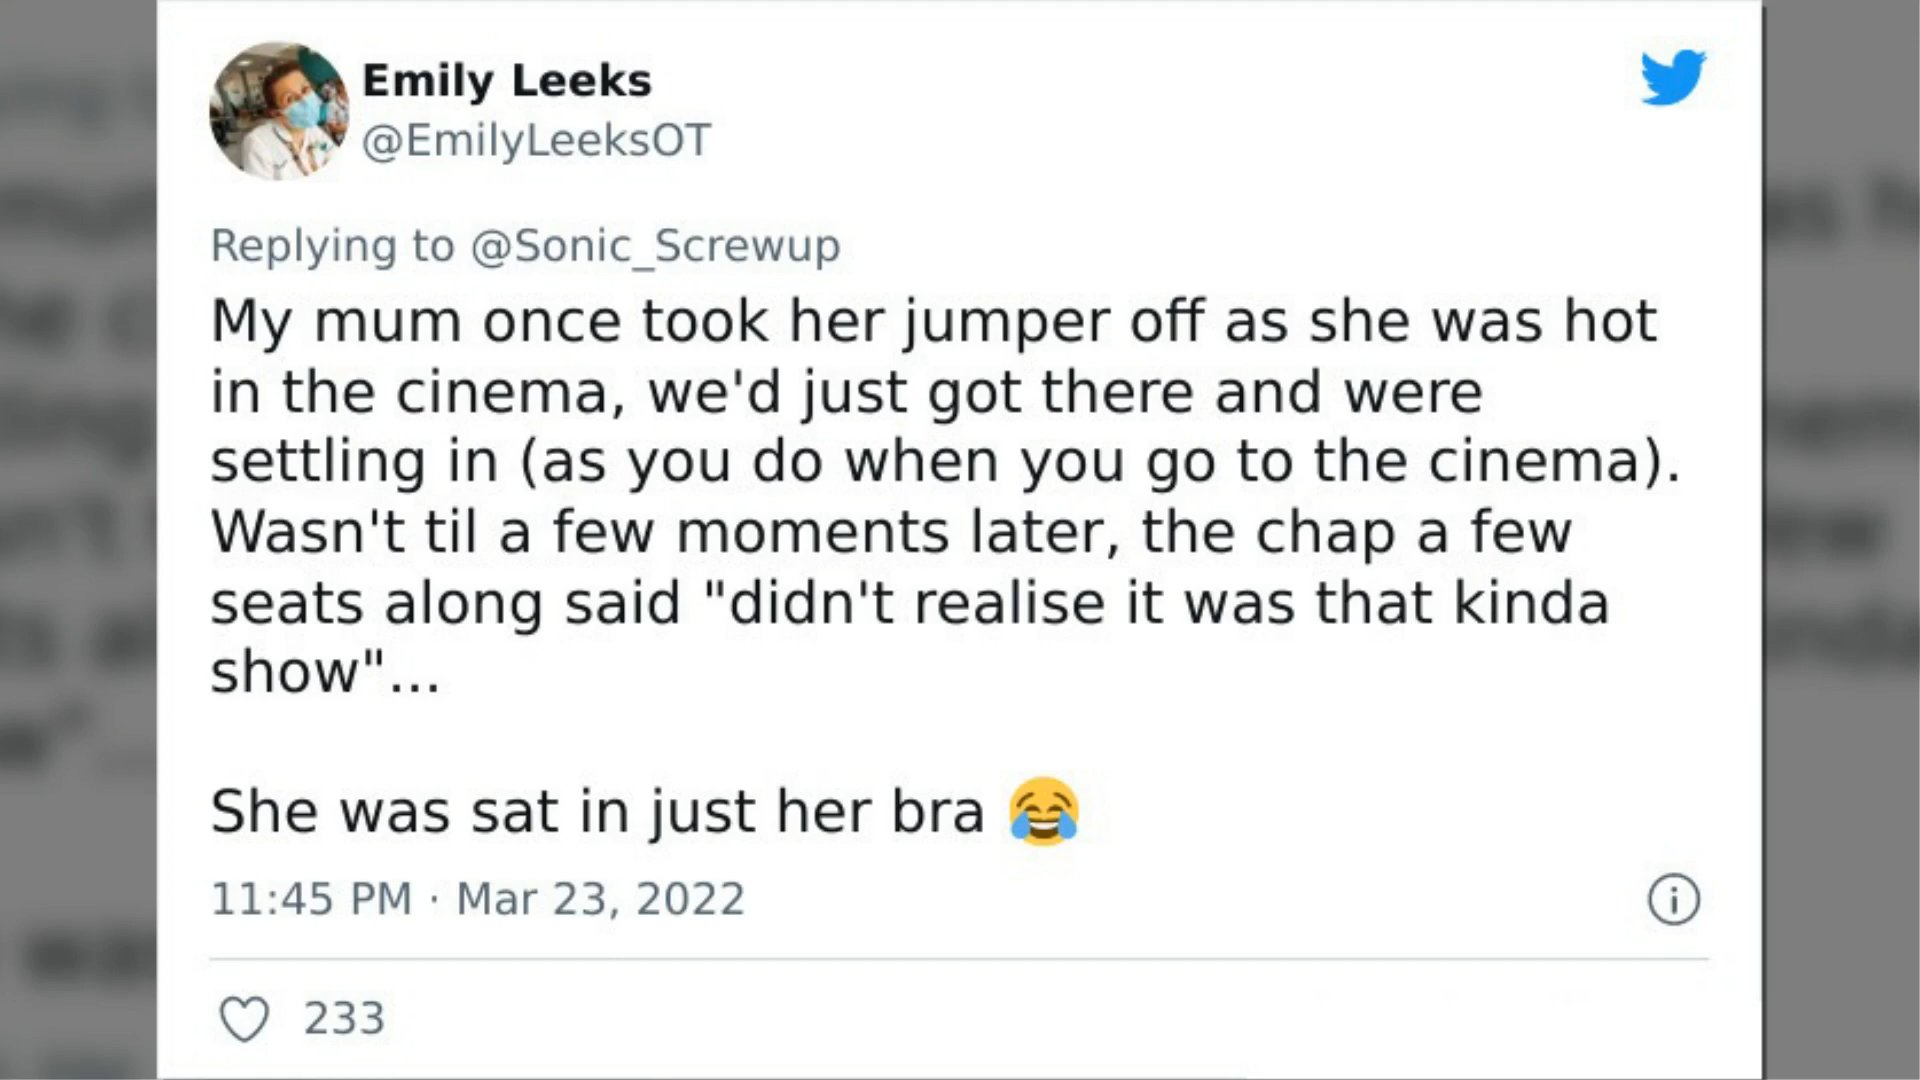 Emily Leeks
@EmilyLeeksOT
Replying to @Sonic_Screwup
My mum once took her jumper off as she was hot
in the cinema, we'd just got there and were
settling in (as you do when you go to the cinema).
Wasn't til a few moments later, the chap a few
seats along said "didn't realise it was that kinda
show"...
She was sat in just her bra 😂
11:45 PM · Mar 23, 2022
233